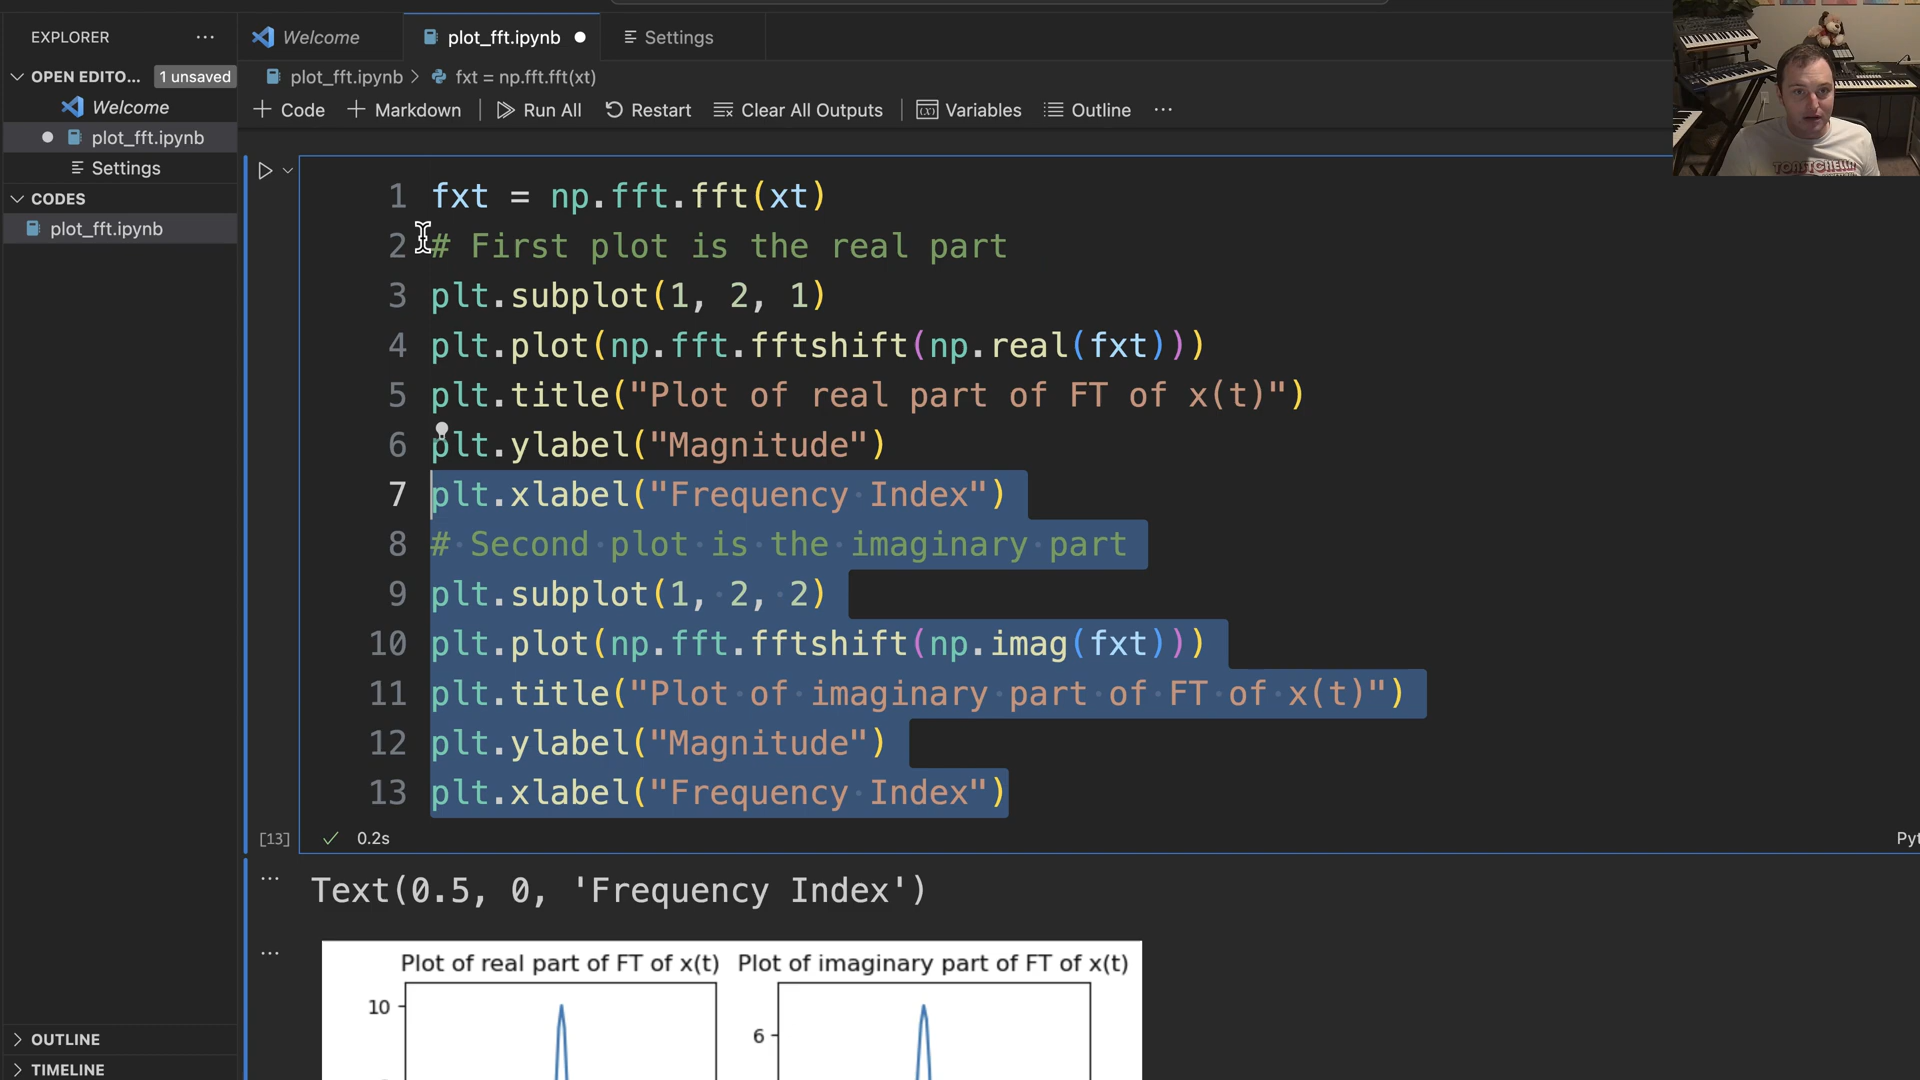 EXPLORER ...
OPEN EDITO... 1 unsaved
Welcome
plot_fft.ipynb
Settings
CODES
plot_fft.ipynb
OUTLINE
TIMELINE
Welcome plot_fft.ipynb Settings
plot_fft.ipynb > fxt = np.fft.fft(xt)
+ Code + Markdown | Run All Restart Clear All Outputs | Variables Outline ...
1 fxt = np.fft.fft(xt)
2 # First plot is the real part
3 plt.subplot(1, 2, 1)
4 plt.plot(np.fft.fftshift(np.real(fxt)))
5 plt.title("Plot of real part of FT of x(t)")
6 plt.ylabel("Magnitude")
7 plt.xlabel("Frequency Index")
8 # Second plot is the imaginary part
9 plt.subplot(1, 2, 2)
10 plt.plot(np.fft.fftshift(np.imag(fxt)))
11 plt.title("Plot of imaginary part of FT of x(t)")
12 plt.ylabel("Magnitude")
13 plt.xlabel("Frequency Index")
[13] ✓ 0.2s Pyt
... Text(0.5, 0, 'Frequency Index')
...
Plot of real part of FT of x(t) Plot of imaginary part of FT of x(t)
10
6
TOASTCHELLA